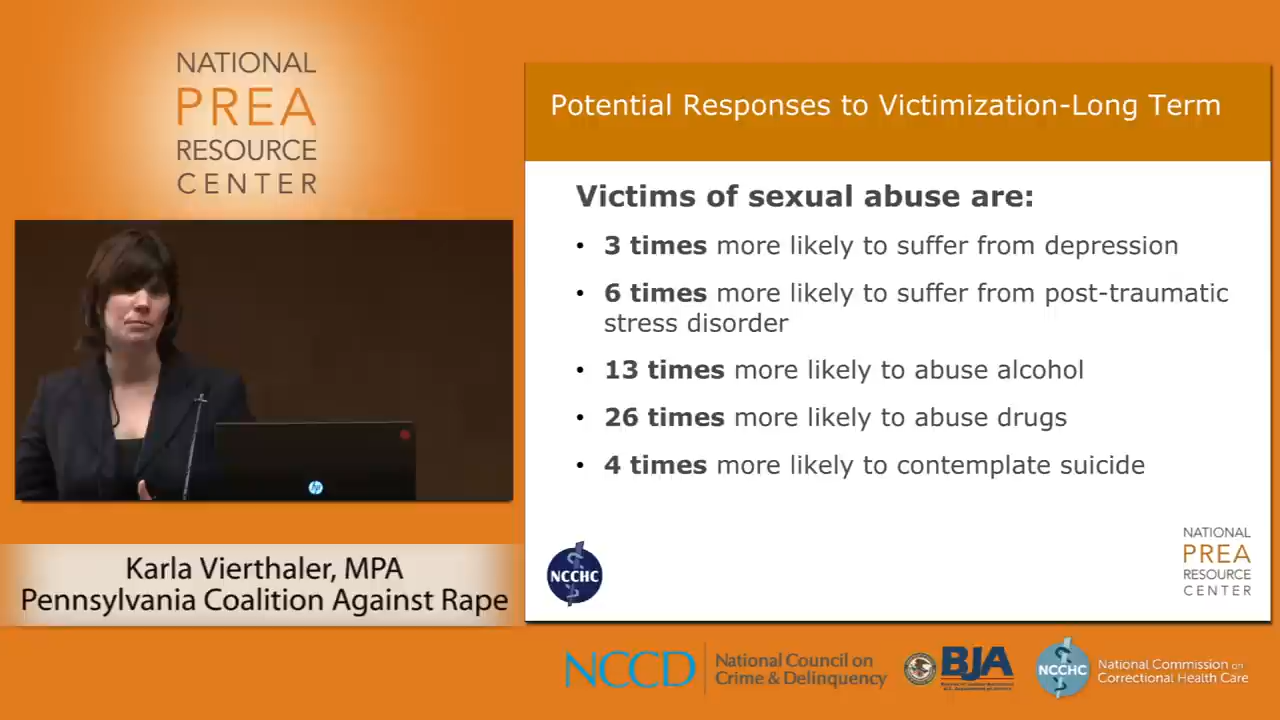 NATIONAL
PREA
RESOURCE
CENTER
Potential Responses to Victimization-Long Term
Victims of sexual abuse are:
• 3 times more likely to suffer from depression
• 6 times more likely to suffer from post-traumatic
stress disorder
• 13 times more likely to abuse alcohol
• 26 times more likely to abuse drugs
• 4 times more likely to contemplate suicide
hp
Karla Vierthaler, MPA
Pennsylvania Coalition Against Rape
NCCHC
NATIONAL
PREA
RESOURCE
CENTER
NCCD
National Council on
Crime & Delinquency
BJA
NCCHC
National Commission on
Correctional Health Care